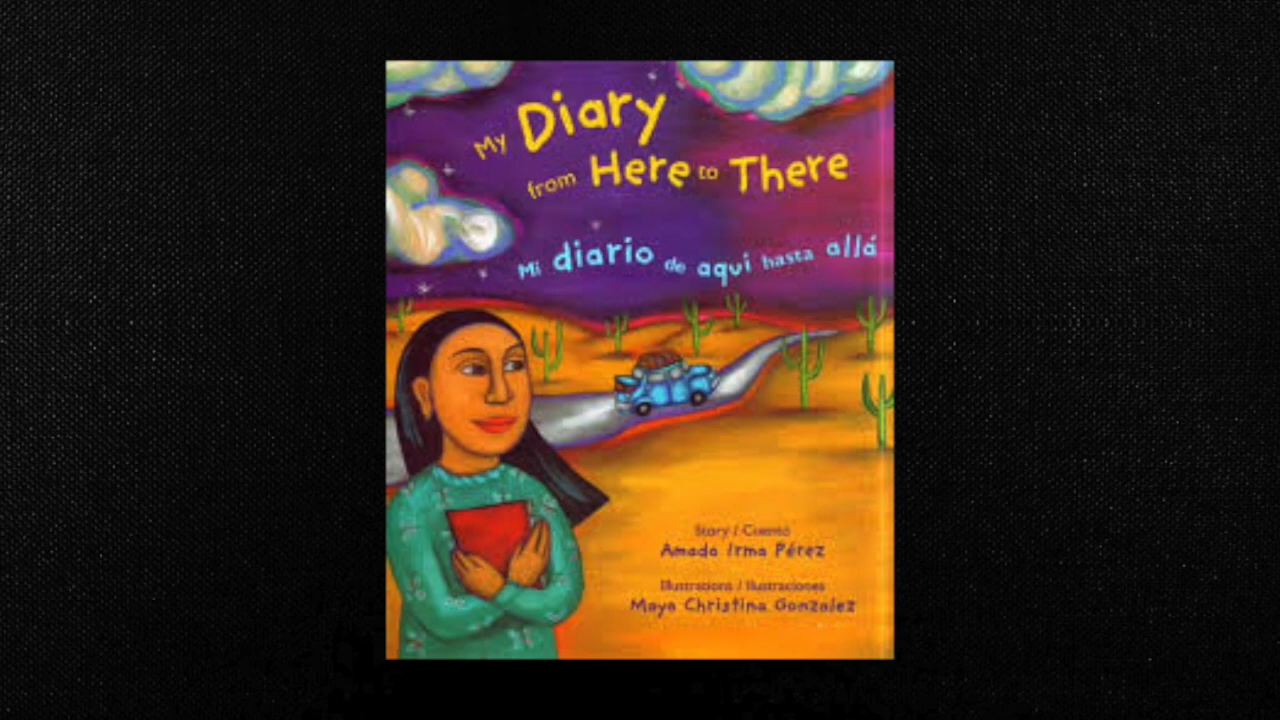 My Diary
from Here to There
Mi diario de aquí hasta allá
Story / Cuento
Amada Irma Pérez
Illustrations / Ilustraciones
Maya Christina Gonzalez